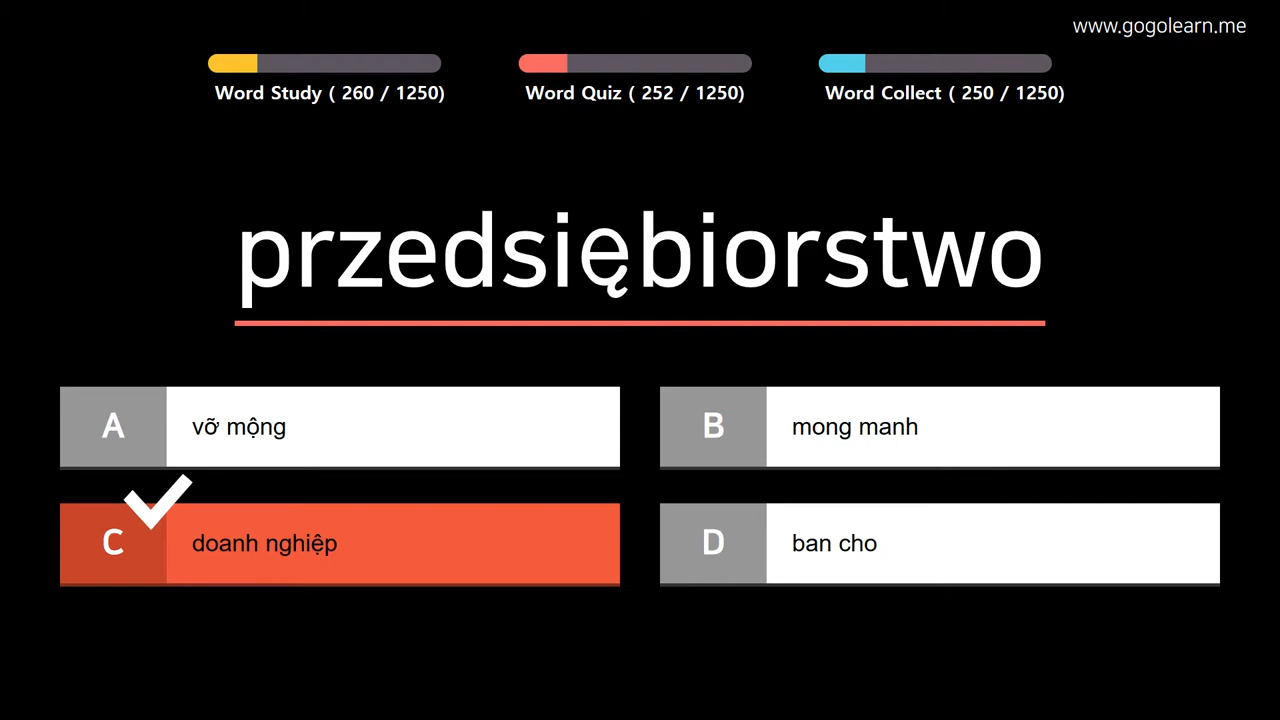 www.gogolearn.me
Word Study ( 260 / 1250)
Word Quiz ( 252 / 1250)
Word Collect ( 250 / 1250)
przedsiębiorstwo
A vỡ mộng
B mong manh
C doanh nghiệp
D ban cho